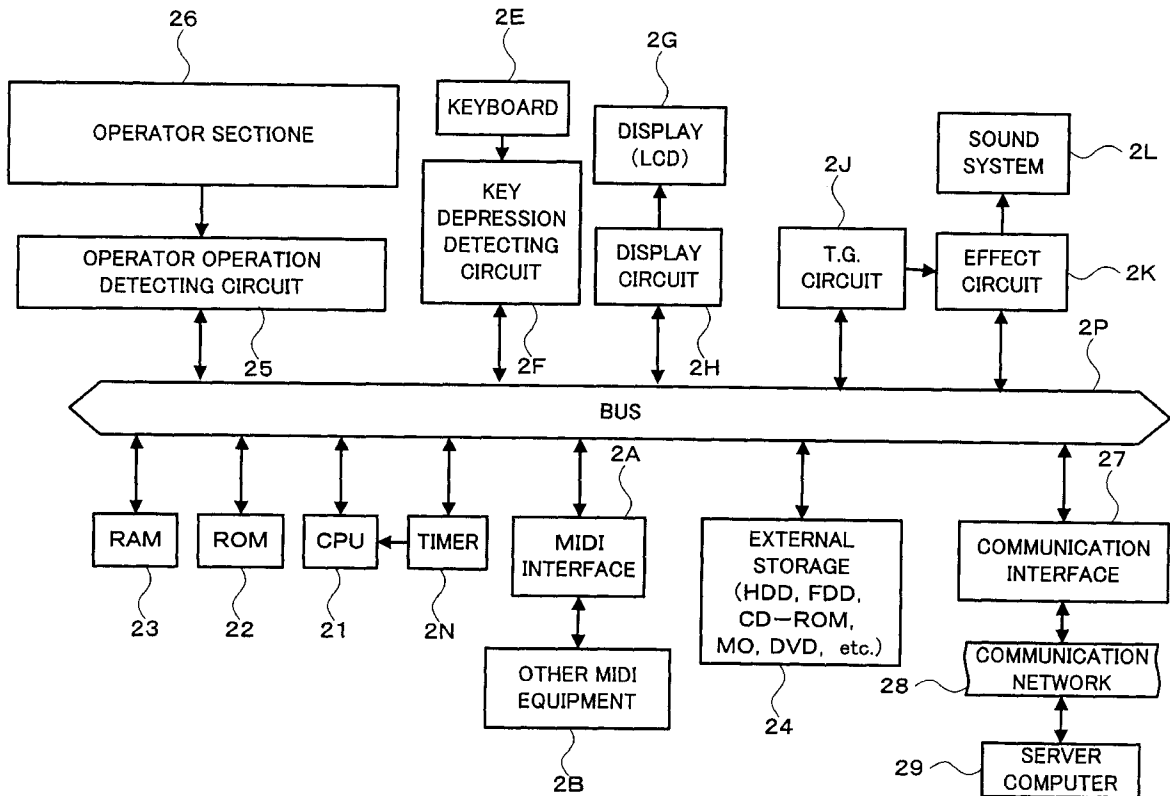 26
2E
2G
OPERATOR SECTIONE
KEYBOARD
DISPLAY
(LCD)
SOUND
SYSTEM
2L
2J
KEY
DEPRESSION
DETECTING
CIRCUIT
OPERATOR OPERATION
DETECTING CIRCUIT
DISPLAY
CIRCUIT
T.G.
CIRCUIT
EFFECT
CIRCUIT
2K
25
2F
2H
2P
BUS
2A
27
RAM
ROM
CPU
TIMER
MIDI
INTERFACE
EXTERNAL
STORAGE
(HDD, FDD,
CD-ROM,
MO, DVD, etc.)
COMMUNICATION
INTERFACE
23
22
21
2N
OTHER MIDI
EQUIPMENT
28
COMMUNICATION
NETWORK
24
2B
29
SERVER
COMPUTER